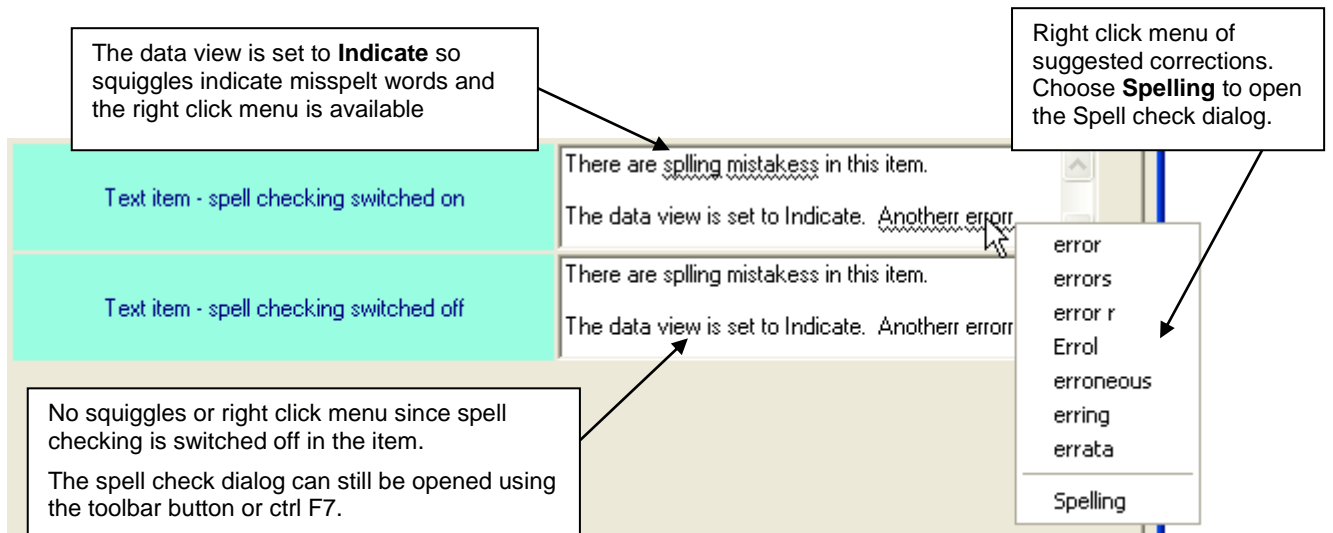 The data view is set to Indicate so
squiggles indicate misspelt words and
the right click menu is available
Right click menu of
suggested corrections.
Choose Spelling to open
the Spell check dialog.
Text item - spell checking switched on
There are splling mistakess in this item.
The data view is set to Indicate. Anotherr errorr
Text item - spell checking switched off
There are splling mistakess in this item.
The data view is set to Indicate. Anotherr errorr
error
errors
error r
Errol
erroneous
erring
errata
Spelling
No squiggles or right click menu since spell
checking is switched off in the item.
The spell check dialog can still be opened using
the toolbar button or ctrl F7.